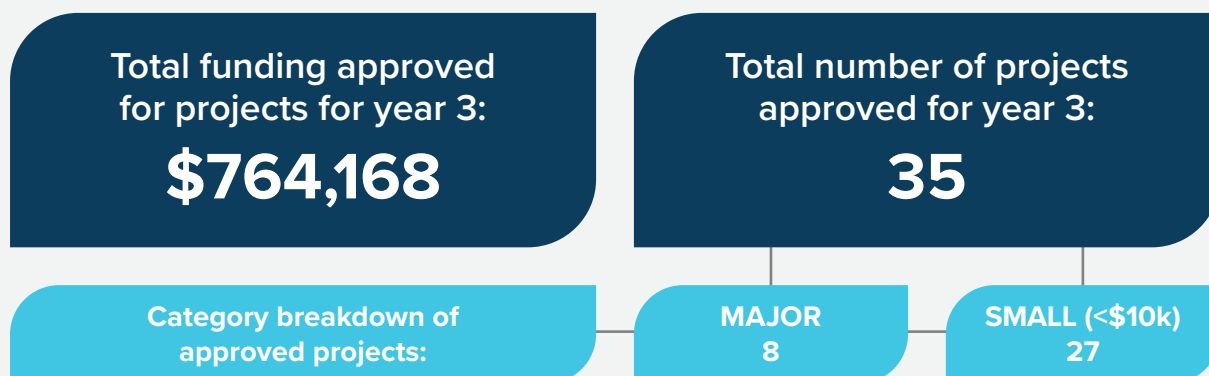 Total funding approved
for projects for year 3:
$764,168
Total number of projects
approved for year 3:
35
Category breakdown of
approved projects:
MAJOR
8
SMALL (<$10k)
27